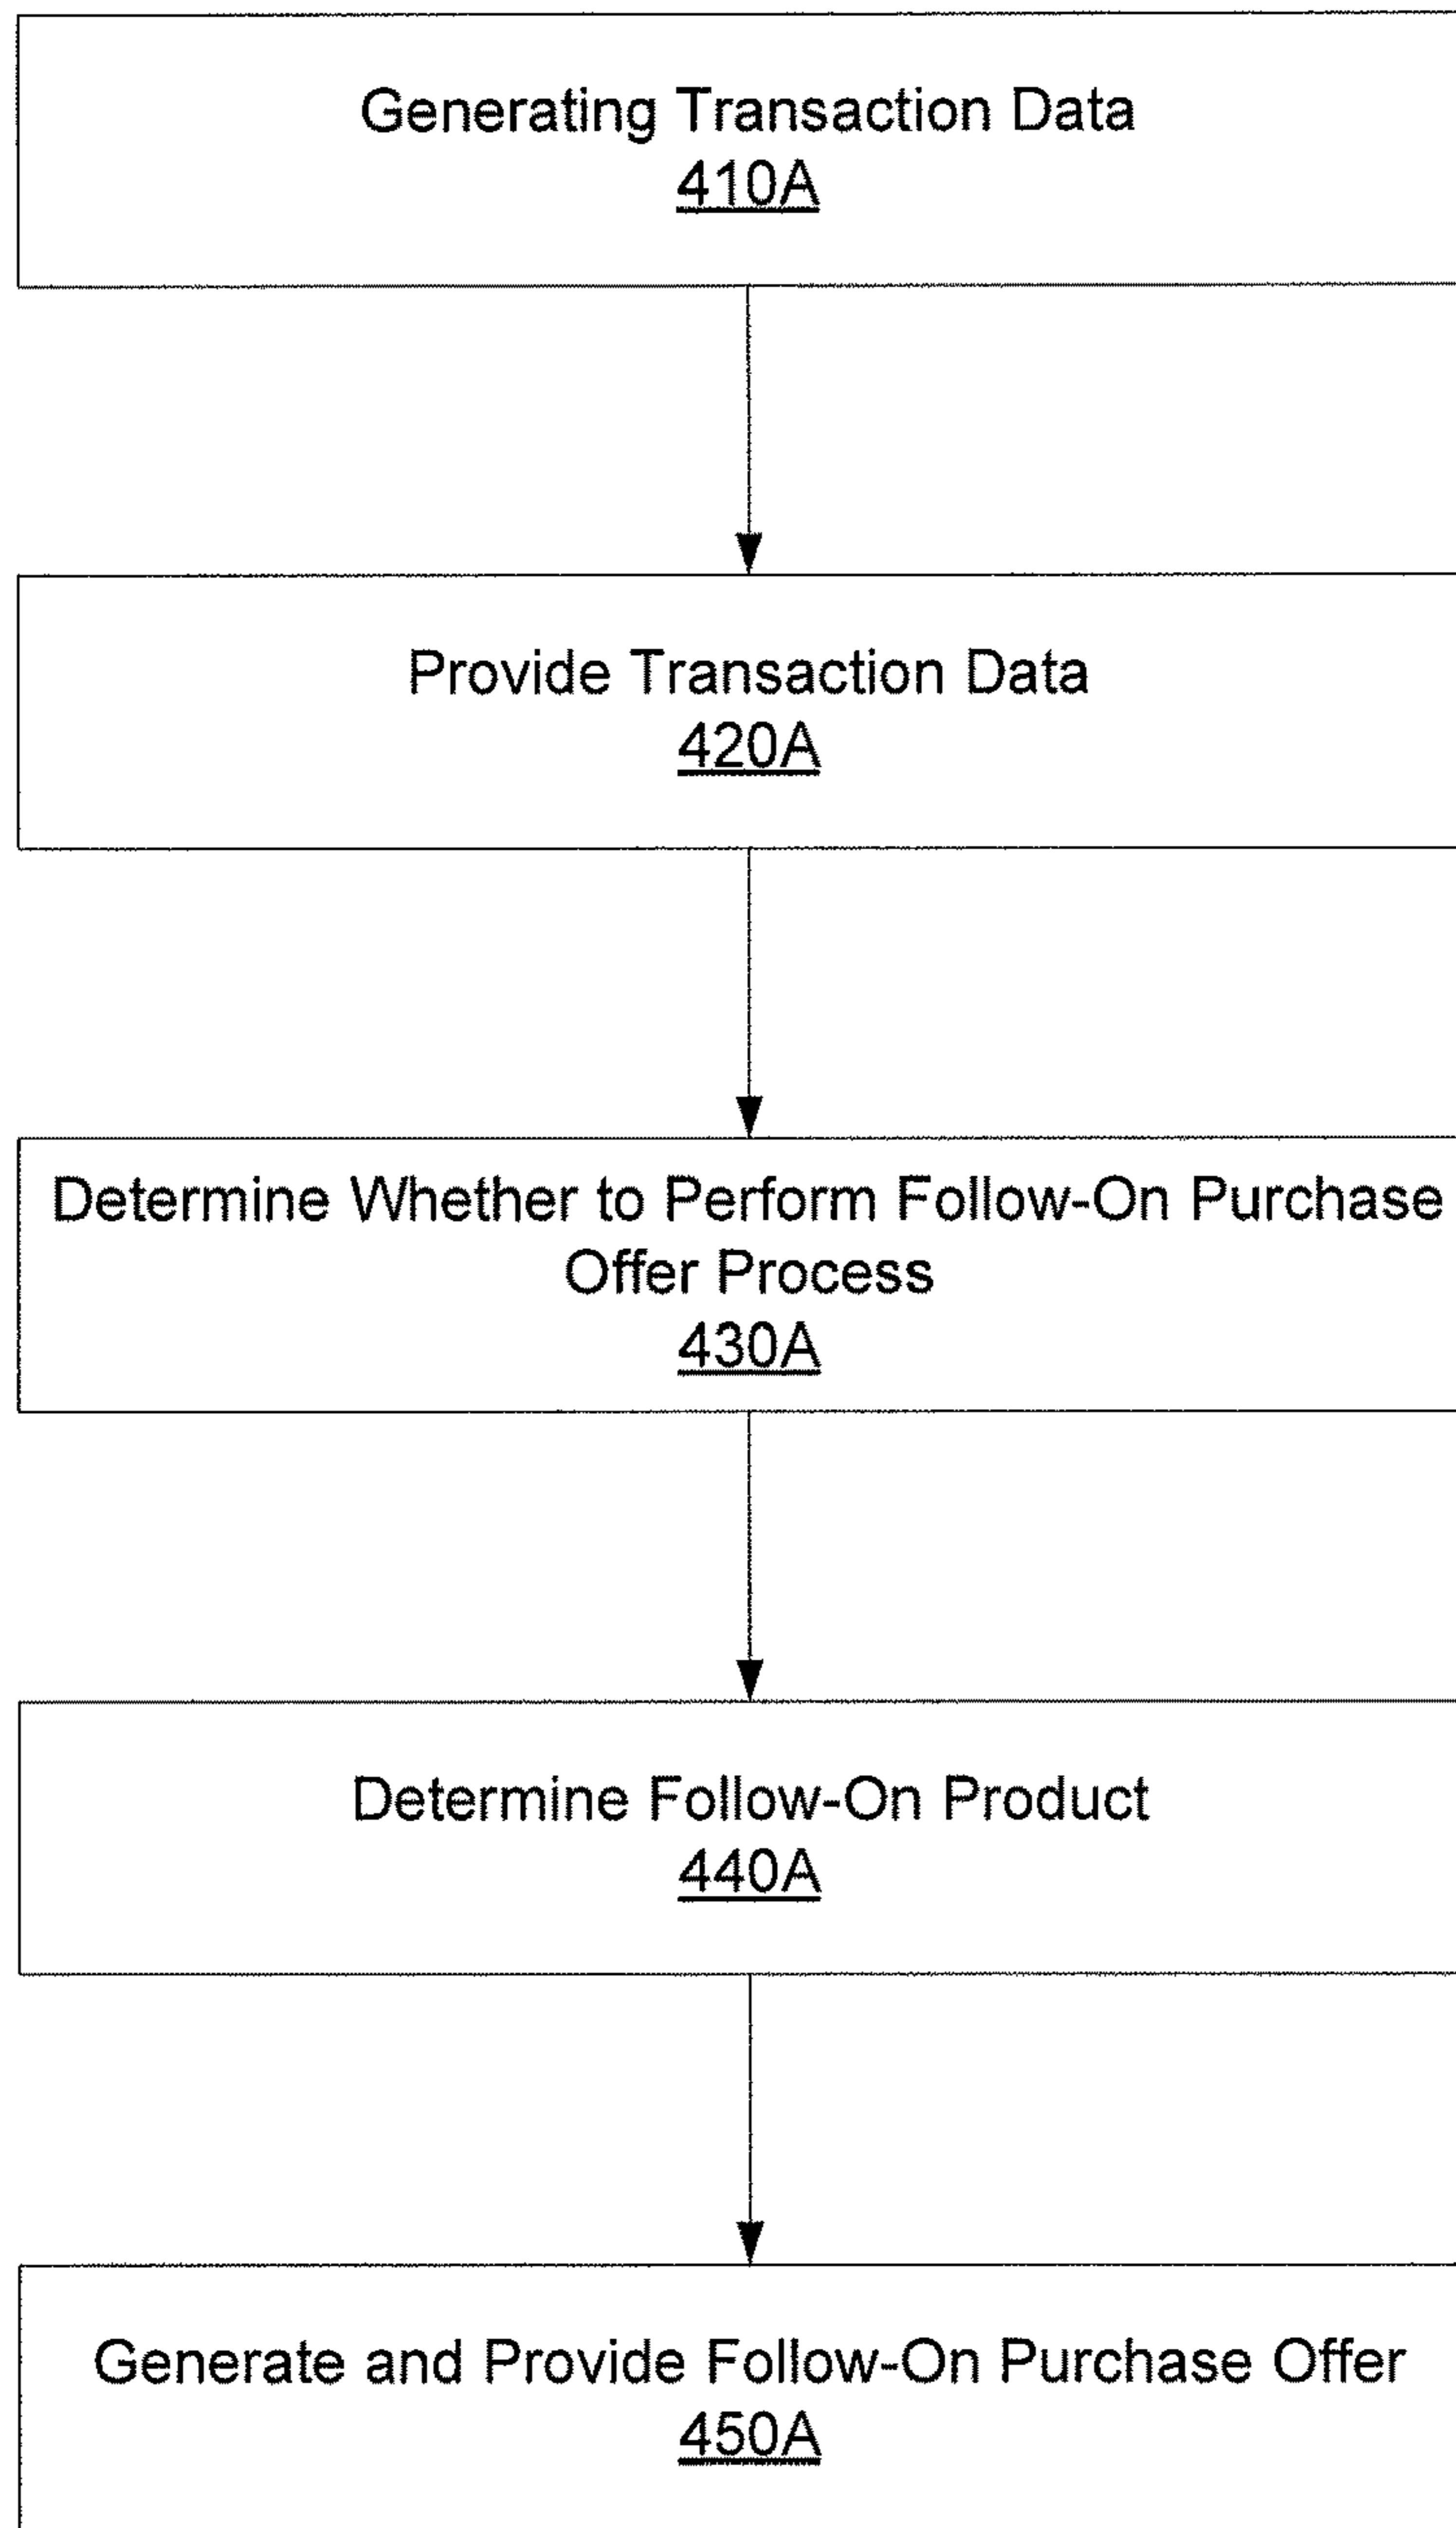 Generating Transaction Data
410A
Provide Transaction Data
420A
Determine Whether to Perform Follow-On Purchase
Offer Process
430A
Determine Follow-On Product
440A
Generate and Provide Follow-On Purchase Offer
450A